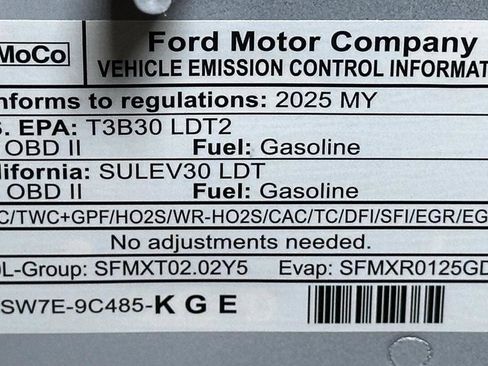 MoCo
Ford Motor Company
VEHICLE EMISSION CONTROL INFORMAT
nforms to regulations: 2025 MY
S. EPA: T3B30 LDT2
OBD II Fuel: Gasoline
lifornia: SULEV30 LDT
OBD II Fuel: Gasoline
C/TWC+GPF/HO2S/WR-HO2S/CAC/TC/DFI/SFI/EGR/EG
No adjustments needed.
0L-Group: SFMXT02.02Y5 Evap: SFMXR0125GD
SW7E-9C485-K G E